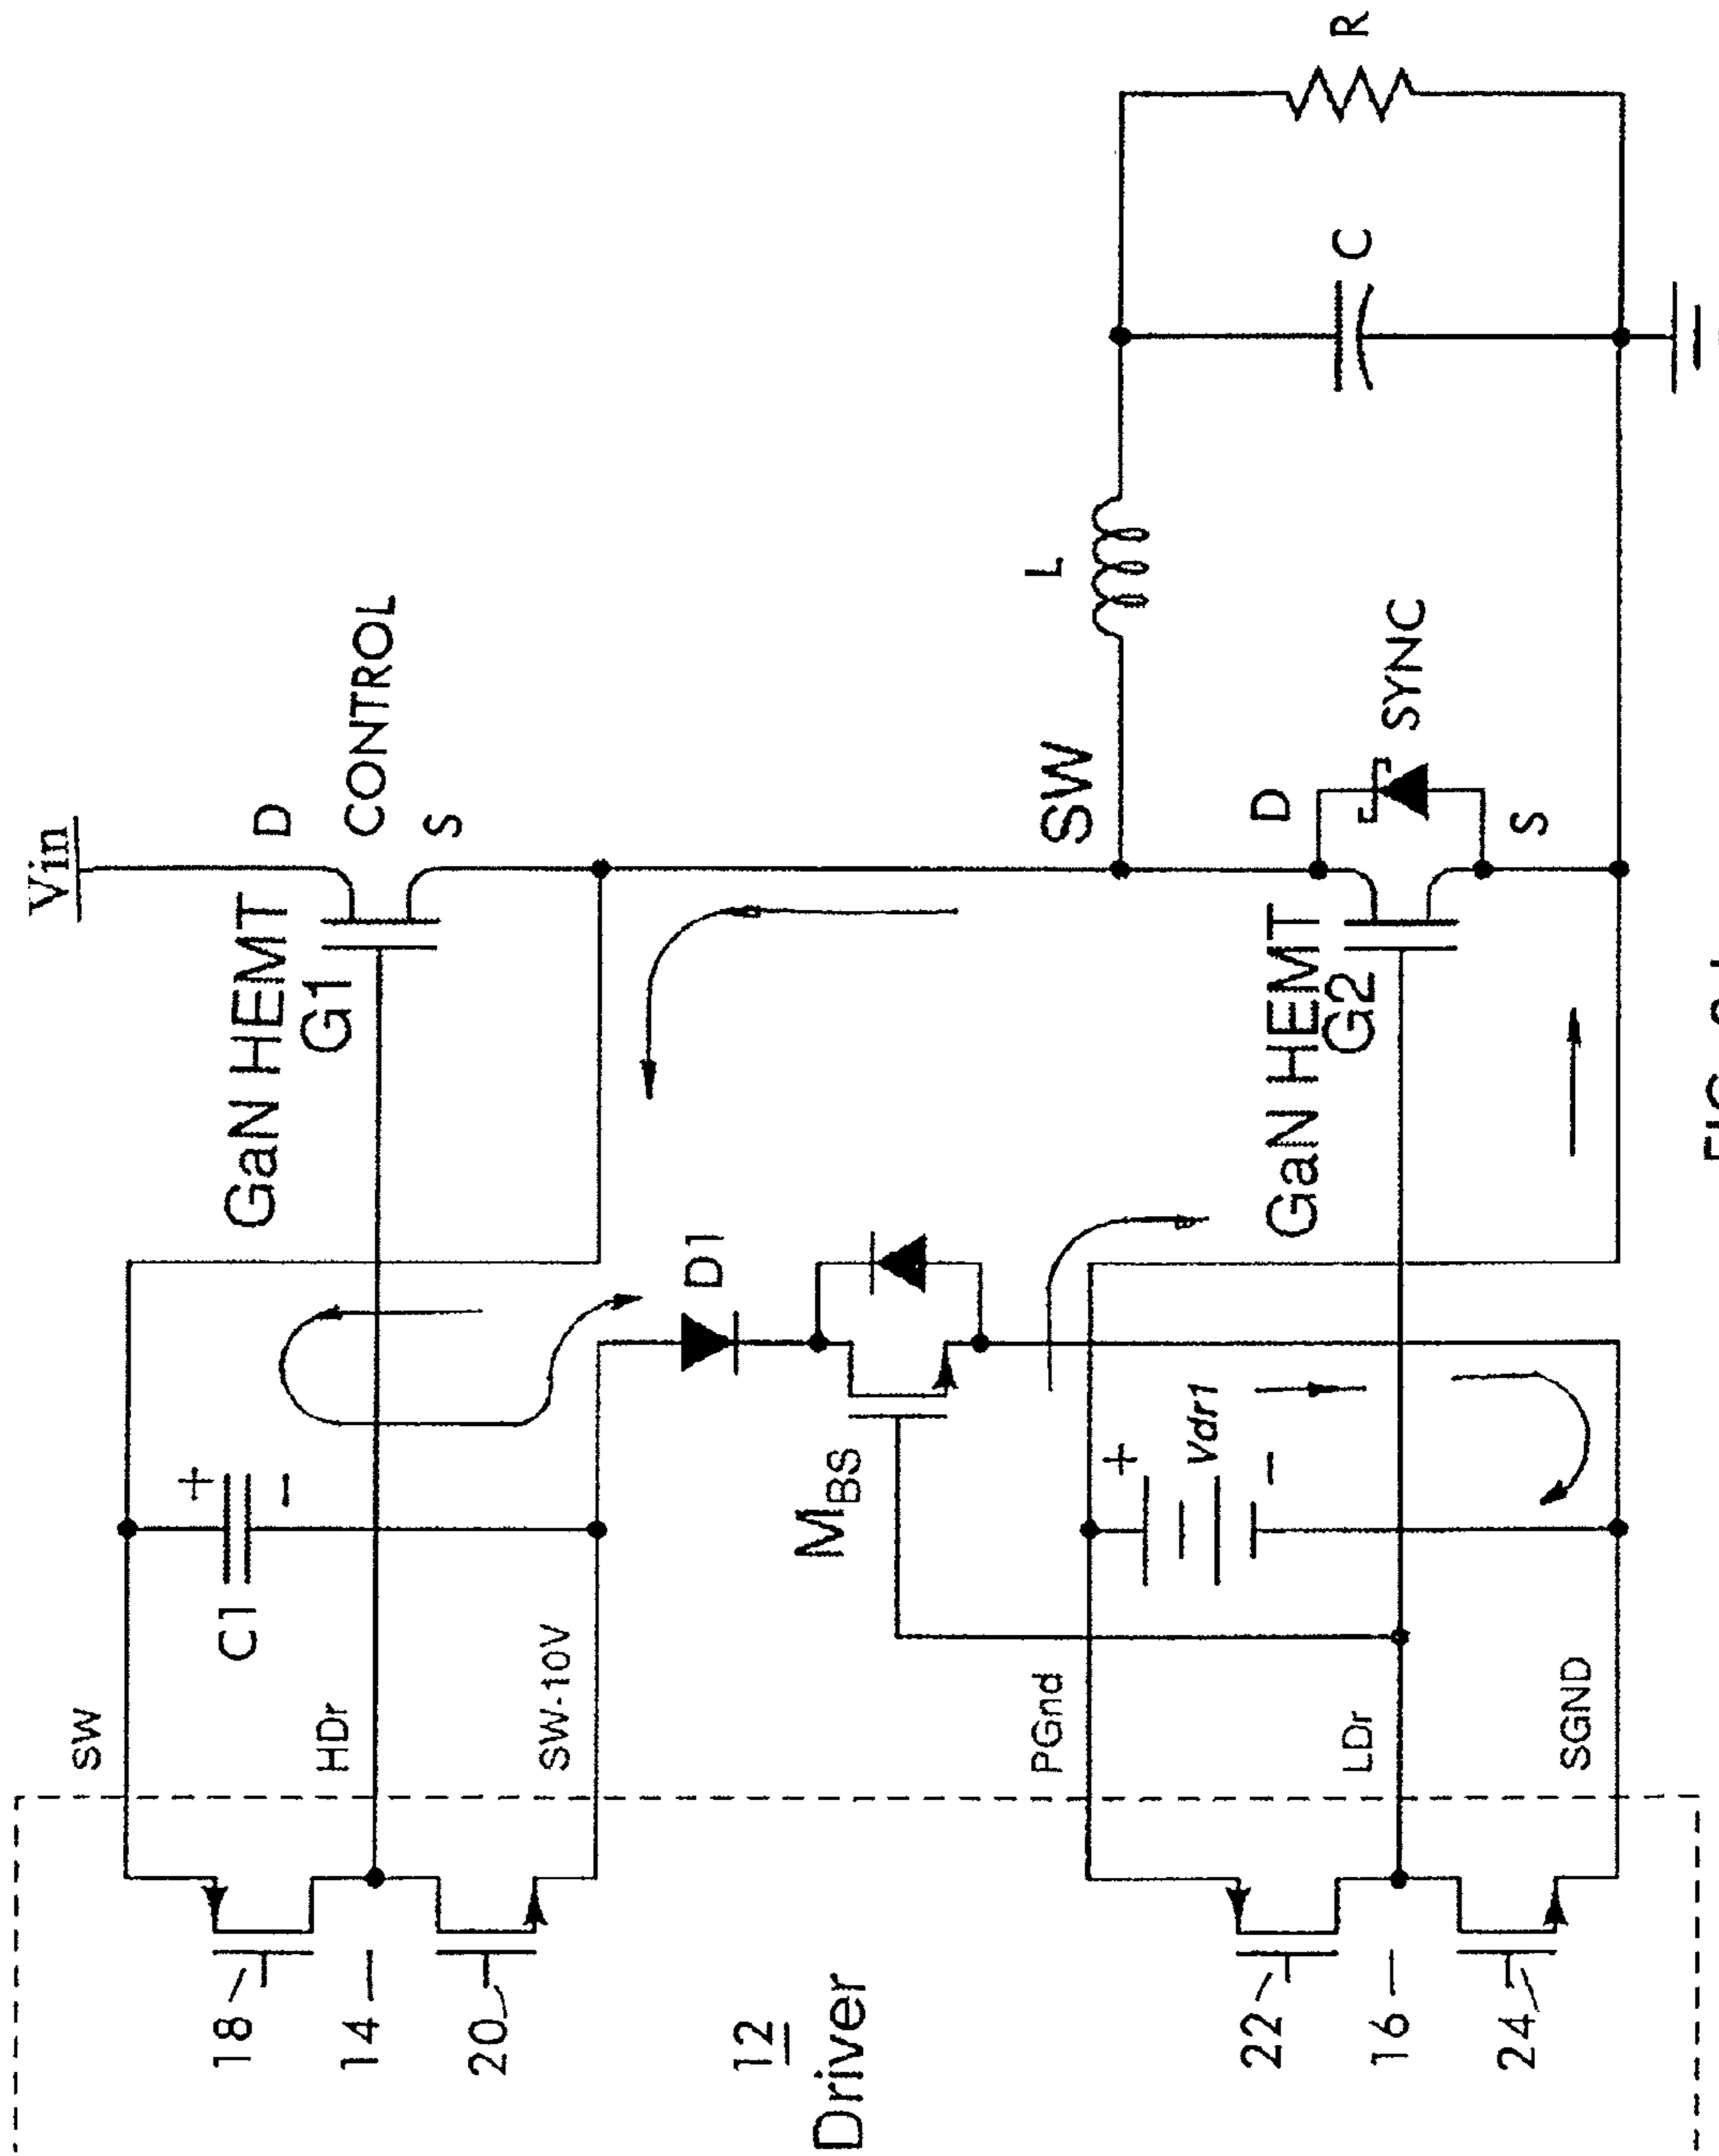 Vin
D
CONTROL
S
GaN HEMT
G1
SW
+
C1
−
HDr
SW-10V
18
14
20
D1
MBS
12
Driver
SW
L
C
R
D
SYNC
S
GaN HEMT
G2
PGnd
+
Vdr1
−
LDr
SGND
22
16
24